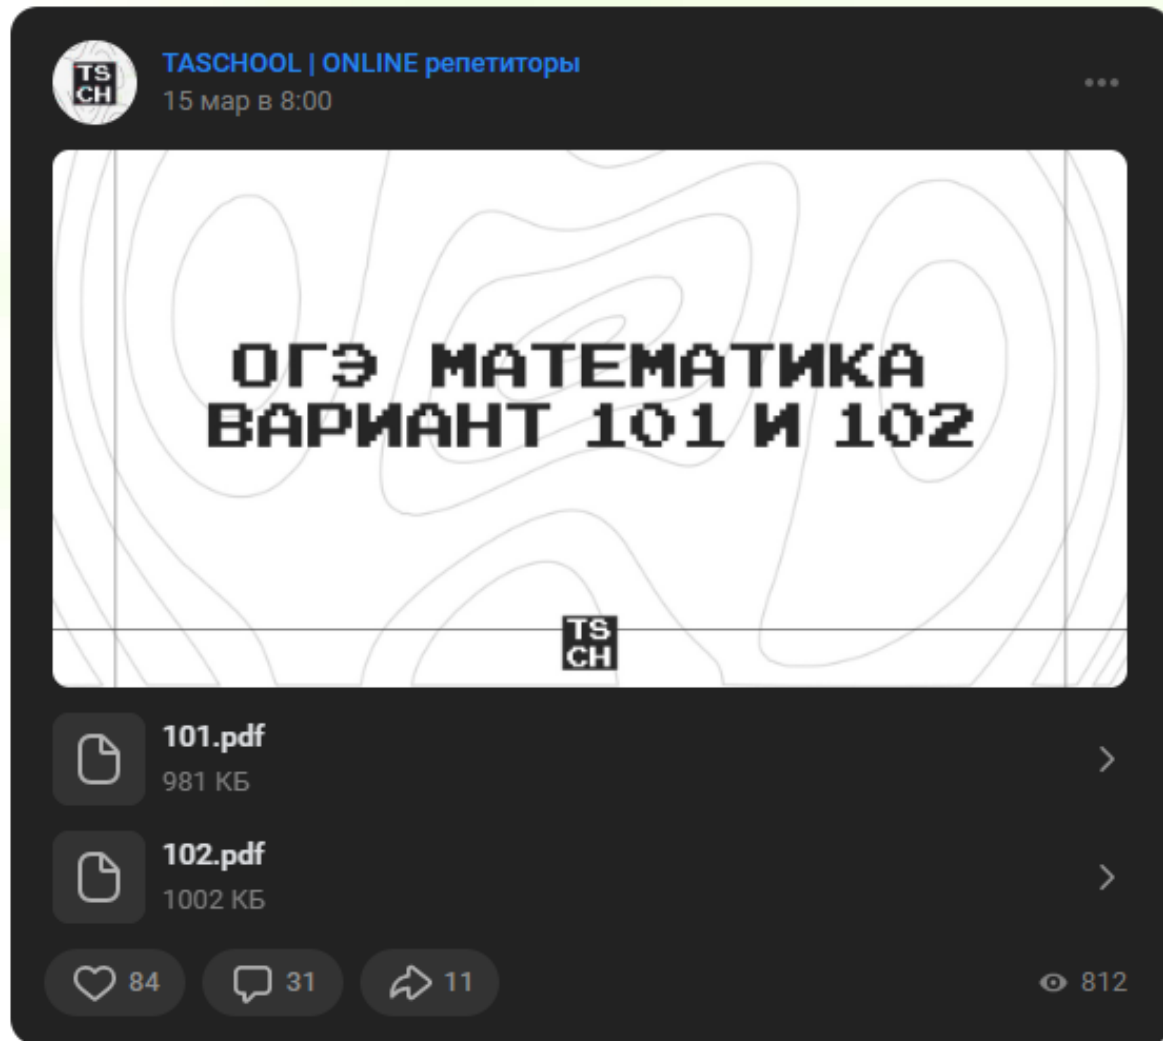 TS
CH
TASCHOOL | ONLINE репетиторы
15 мар в 8:00
ОГЭ МАТЕМАТИКА
ВАРИАНТ 101 И 102
TS
CH
101.pdf
981 КБ
102.pdf
1002 КБ
84 31 11 812